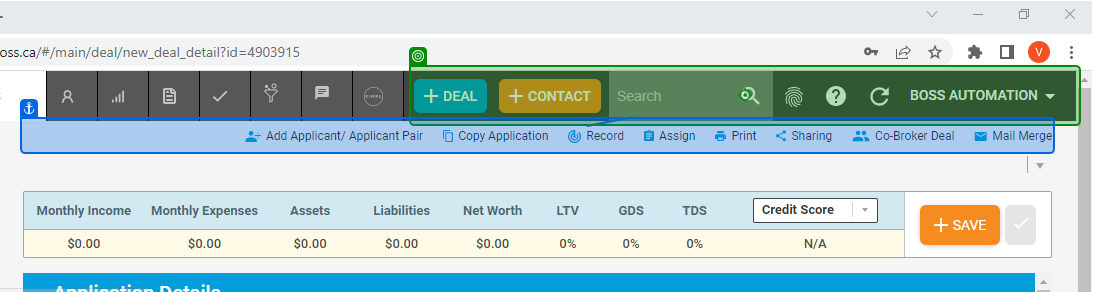 oss.ca/#/main/deal/new_deal_detail?id=4903915
V
SIMPL
+ DEAL
+ CONTACT
Search
BOSS AUTOMATION
Add Applicant/ Applicant Pair
Copy Application
Record
Assign
Print
Sharing
Co-Broker Deal
Mail Merge
Monthly Income Monthly Expenses Assets Liabilities Net Worth LTV GDS TDS Credit Score
$0.00 $0.00 $0.00 $0.00 $0.00 0% 0% 0% N/A
+ SAVE
Application Details